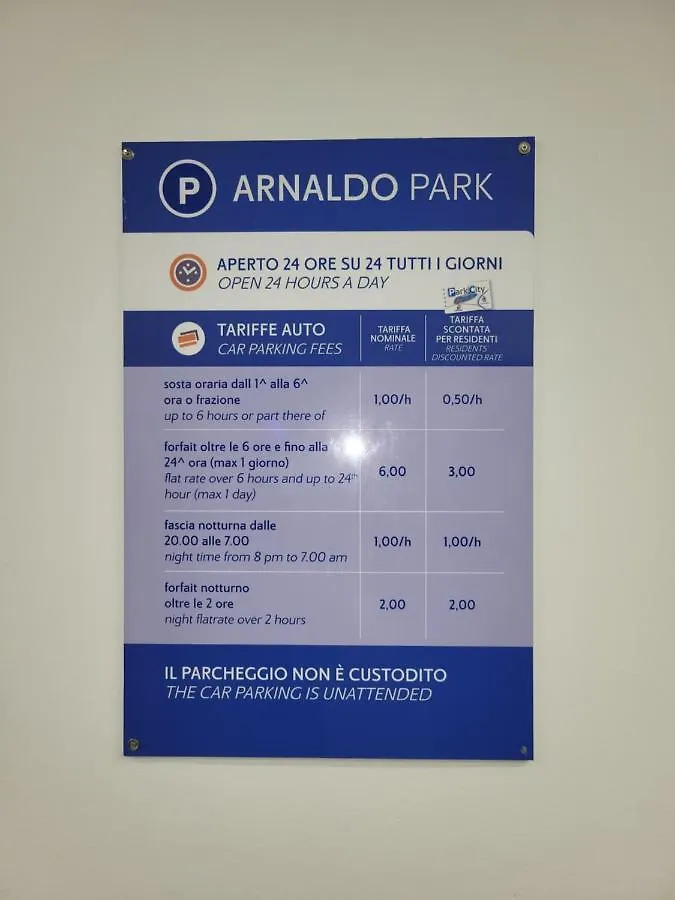 P ARNALDO PARK
APERTO 24 ORE SU 24 TUTTI I GIORNI
OPEN 24 HOURS A DAY
ParkCity
TARIFFE AUTO
CAR PARKING FEES
TARIFFA
NOMINALE
RATE
TARIFFA
SCONTATA
PER RESIDENTI
RESIDENTS'
DISCOUNTED RATE
sosta oraria dall 1^ alla 6^
ora o frazione
up to 6 hours or part there of
1,00/h
0,50/h
forfait oltre le 6 ore e fino alla
24^ ora (max 1 giorno)
flat rate over 6 hours and up to 24th
hour (max 1 day)
6,00
3,00
fascia notturna dalle
20.00 alle 7.00
night time from 8 pm to 7.00 am
1,00/h
1,00/h
forfait notturno
oltre le 2 ore
night flatrate over 2 hours
2,00
2,00
IL PARCHEGGIO NON È CUSTODITO
THE CAR PARKING IS UNATTENDED